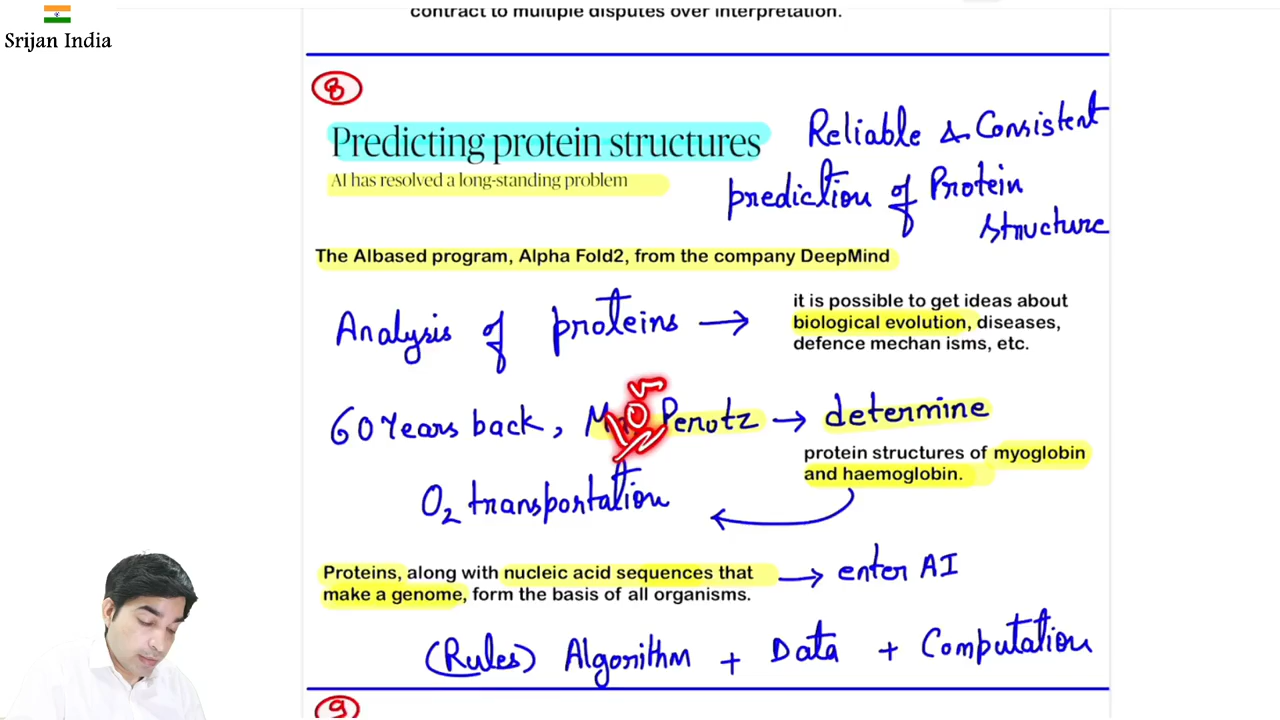 Srijan India
contract to multiple disputes over interpretation.
8
Predicting protein structures
AI has resolved a long-standing problem
Reliable & Consistent
prediction of Protein
structure
The AIbased program, Alpha Fold2, from the company DeepMind
Analysis of proteins →
it is possible to get ideas about
biological evolution, diseases,
defence mechan isms, etc.
60 Years back, Perutz → determine
protein structures of myoglobin
and haemoglobin.
O2 transportation
Proteins, along with nucleic acid sequences that
make a genome, form the basis of all organisms.
→ enter AI
(Rules) Algorithm + Data + Computation
9